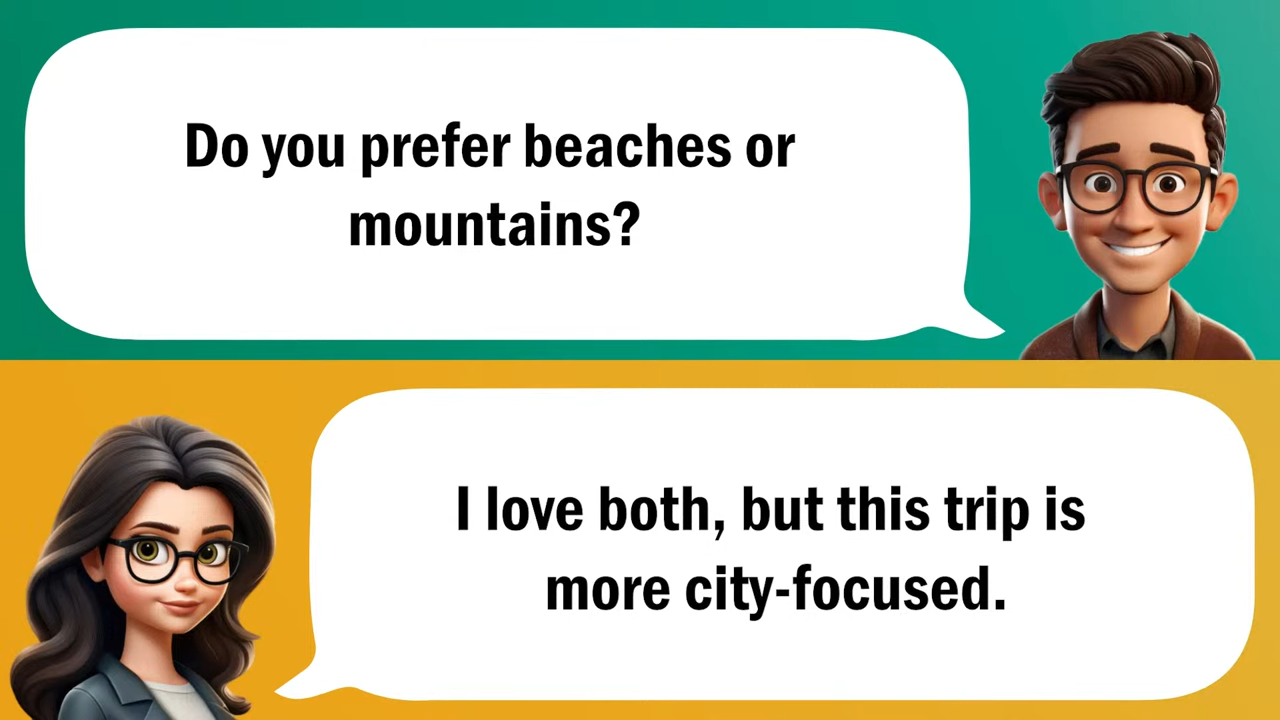 Do you prefer beaches or
mountains?
I love both, but this trip is
more city-focused.